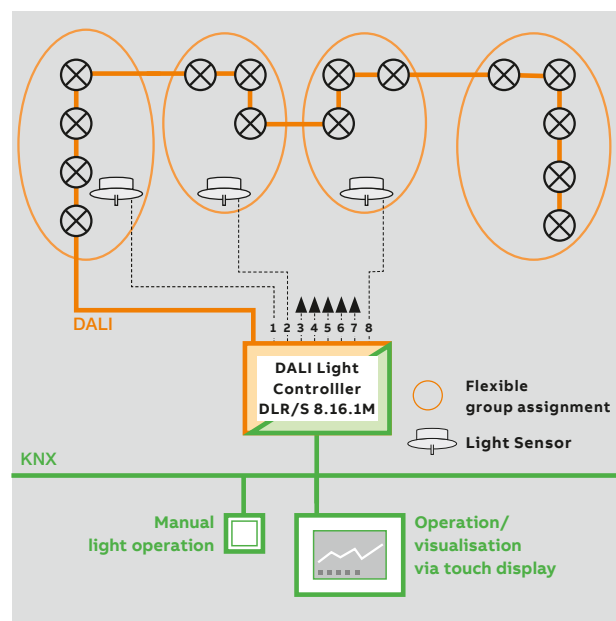 DALI
1 2 3 4 5 6 7 8
DALI Light
Controlller
DLR/S 8.16.1M
Flexible
group assignment
Light Sensor
KNX
Manual
light operation
Operation/
visualisation
via touch display